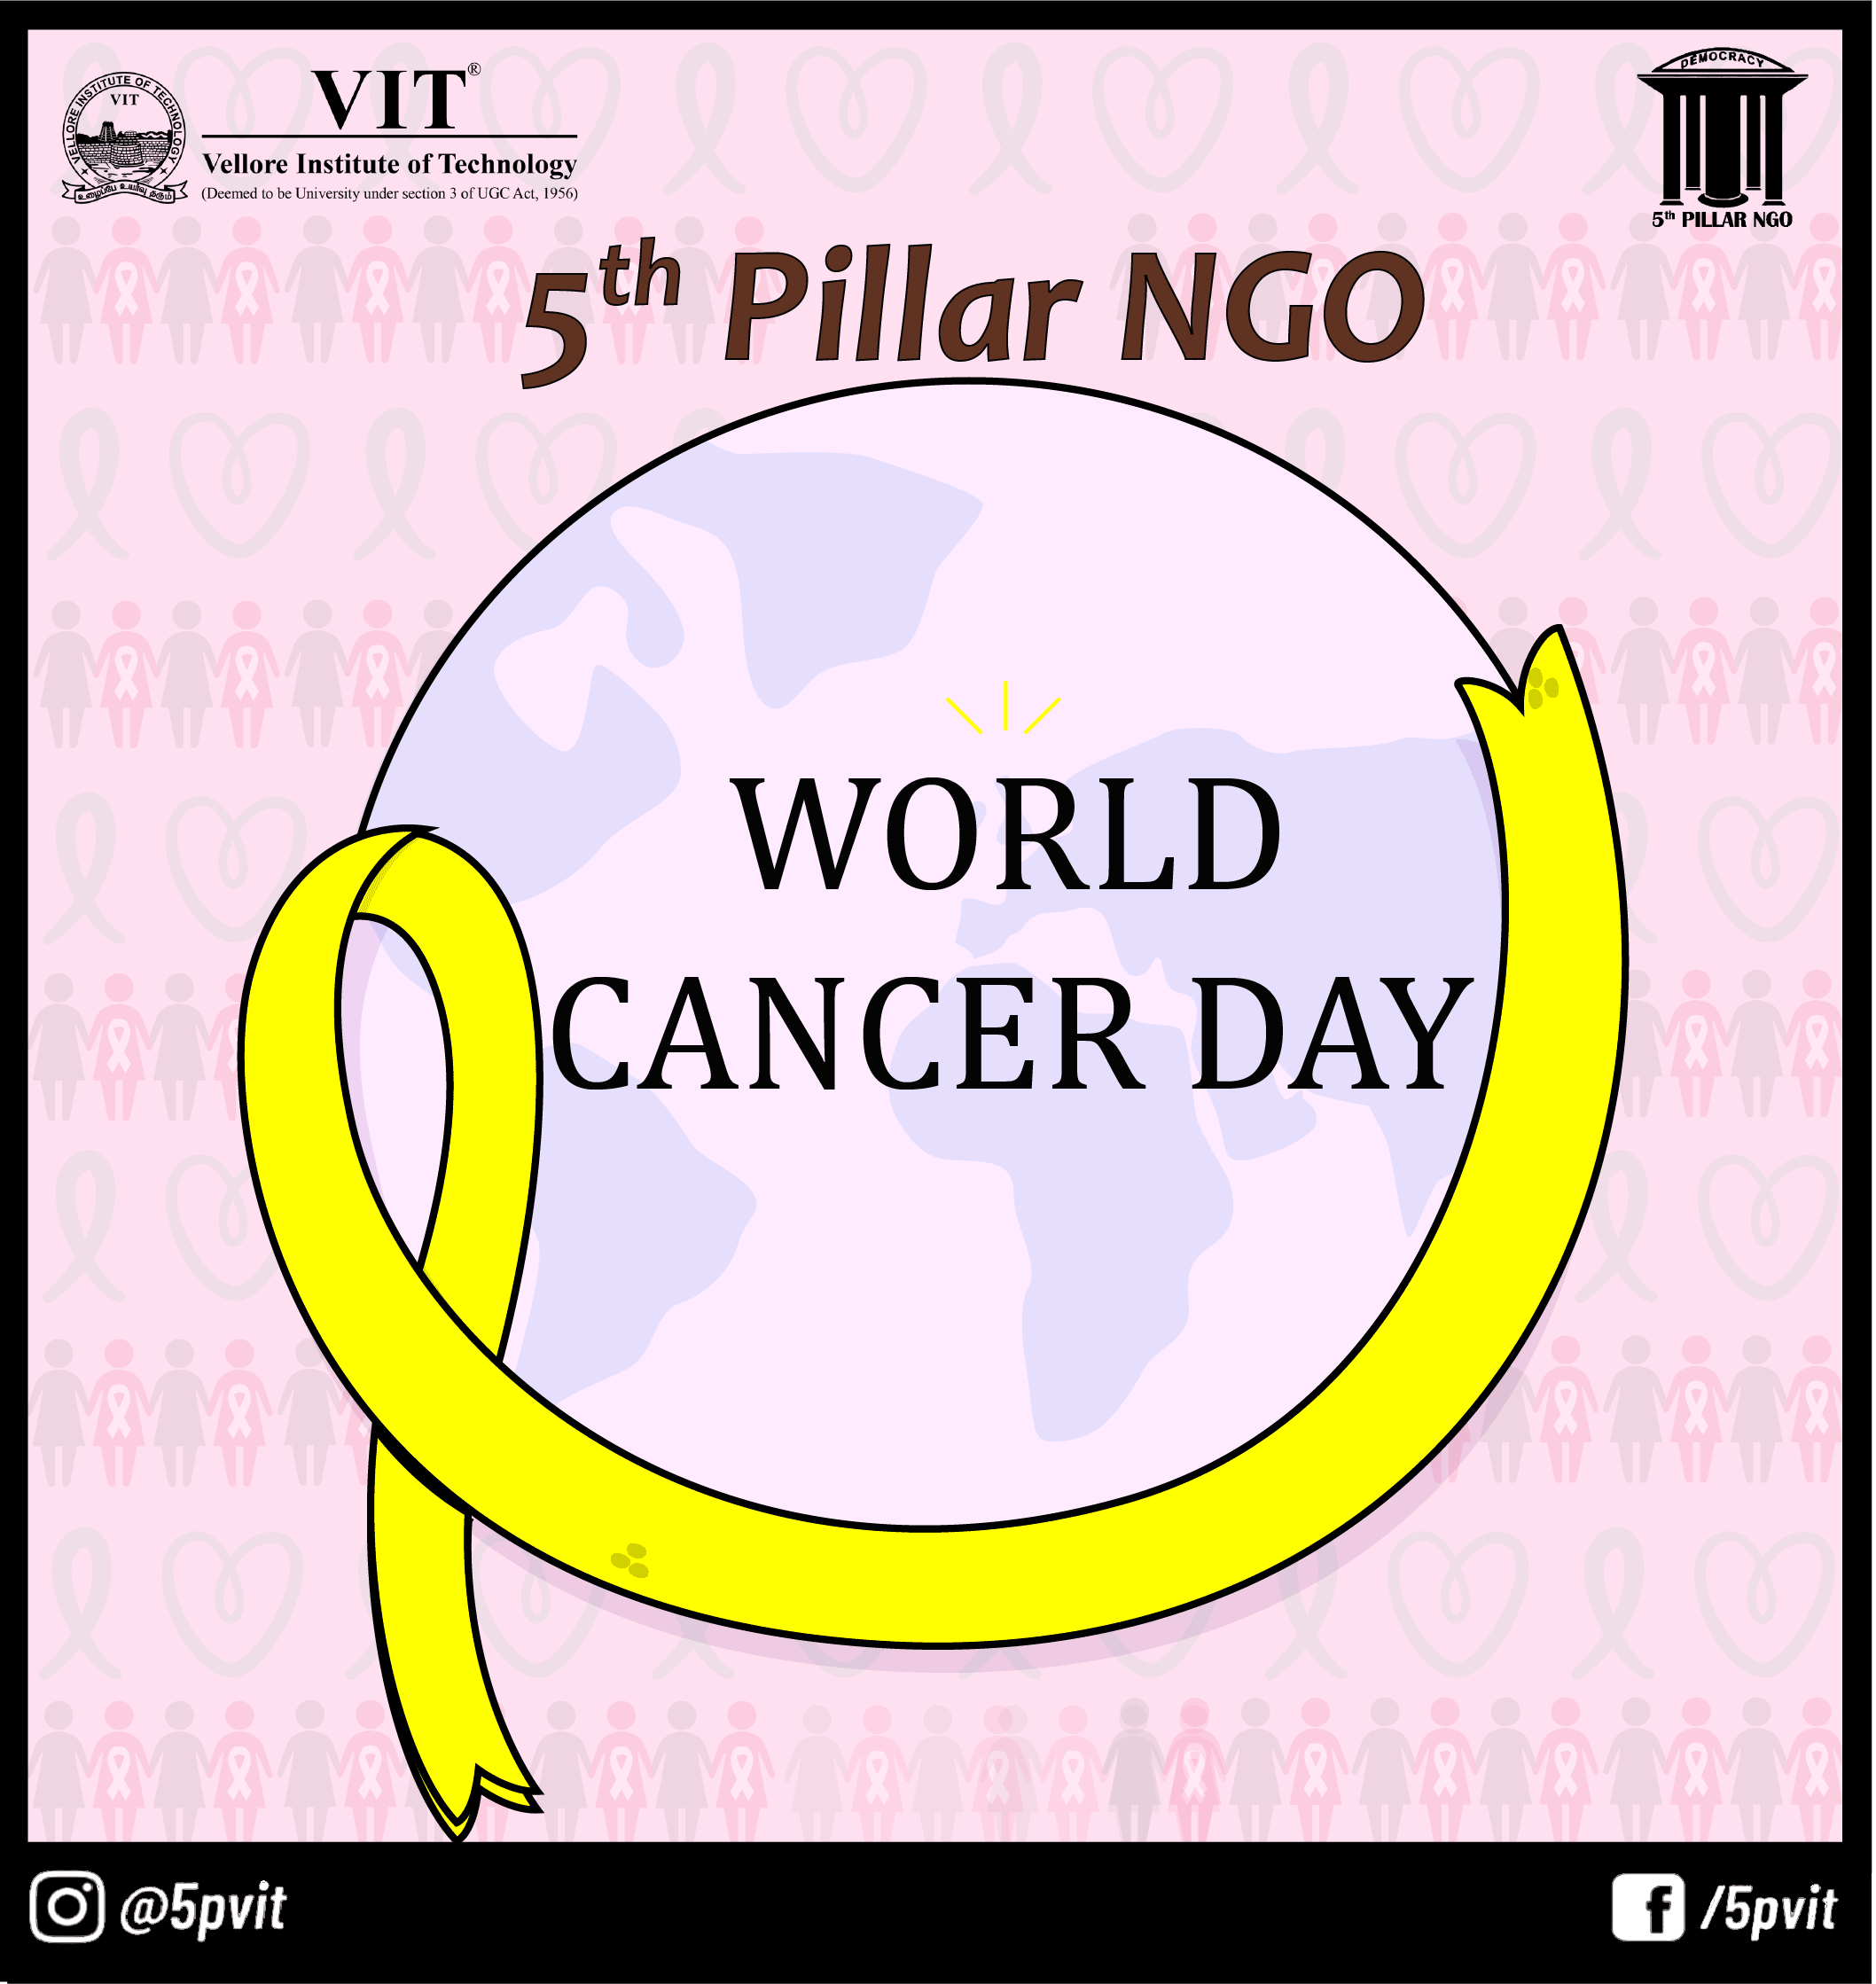 VELLORE INSTITUTE OF TECHNOLOGY
VIT
உழைப்பே உயர்வு தரும்
VIT®
Vellore Institute of Technology
(Deemed to be University under section 3 of UGC Act, 1956)
DEMOCRACY
5th PILLAR NGO
5th Pillar NGO
WORLD
CANCER DAY
@5pvit
/5pvit